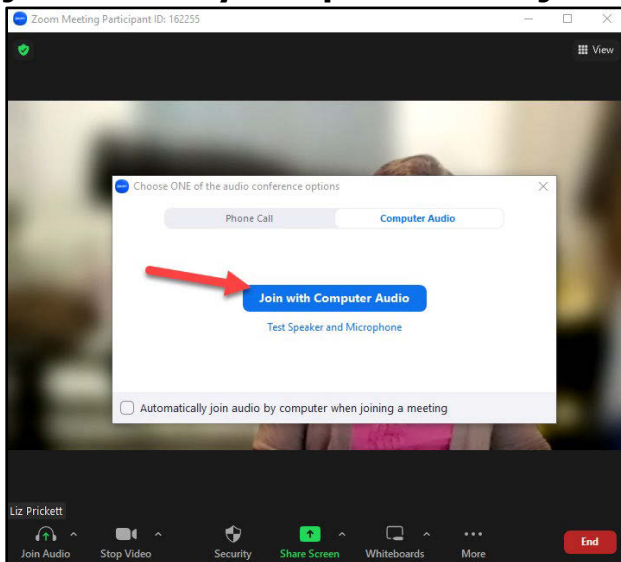 Zoom Meeting Participant ID: 162255
View
Choose ONE of the audio conference options
Phone Call
Computer Audio
Join with Computer Audio
Test Speaker and Microphone
Automatically join audio by computer when joining a meeting
Liz Prickett
Join Audio
Stop Video
Security
Share Screen
Whiteboards
More
End